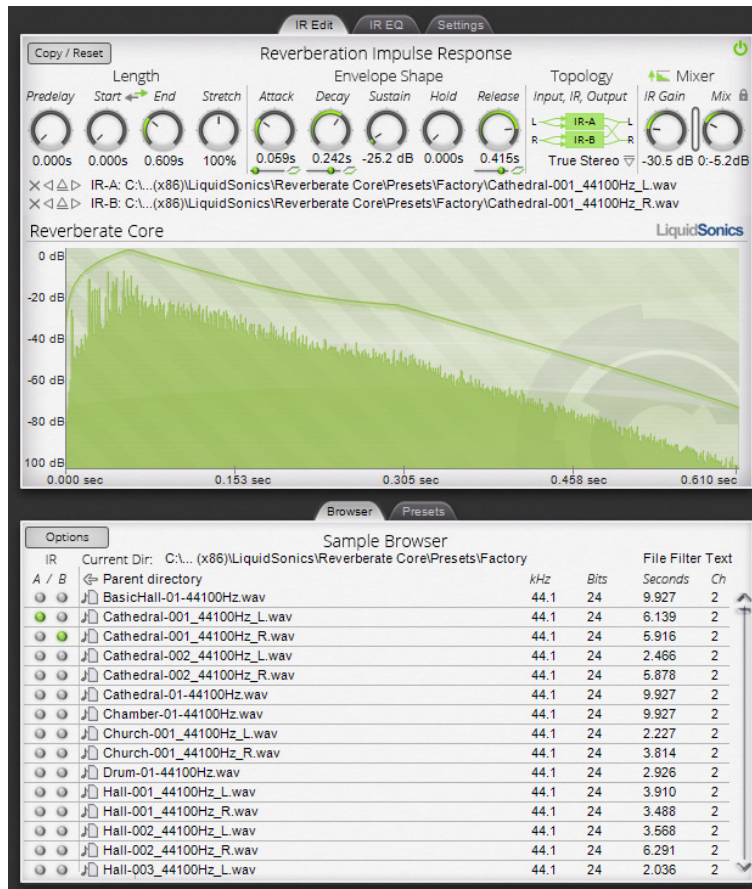 IR Edit IR EQ Settings
Copy / Reset Reverberation Impulse Response
Length Envelope Shape Topology Mixer
Predelay Start End Stretch Attack Decay Sustain Hold Release Input, IR, Output IR Gain Mix
L IR-A L
R IR-B R
0.000s 0.000s 0.609s 100% 0.059s 0.242s -25.2 dB 0.000s 0.415s True Stereo -30.5 dB 0:-5.2dB
IR-A: C:\...(x86)\LiquidSonics\Reverberate Core\Presets\Factory\Cathedral-001_44100Hz_L.wav
IR-B: C:\...(x86)\LiquidSonics\Reverberate Core\Presets\Factory\Cathedral-001_44100Hz_R.wav
Reverberate Core LiquidSonics
0 dB
-20 dB
-40 dB
-60 dB
-80 dB
100 dB
0.000 sec 0.153 sec 0.305 sec 0.458 sec 0.610 sec
Browser Presets
Options Sample Browser
IR Current Dir: C:\... (x86)\LiquidSonics\Reverberate Core\Presets\Factory File Filter Text
A / B Parent directory kHz Bits Seconds Ch
BasicHall-01-44100Hz.wav 44.1 24 9.927 2
Cathedral-001_44100Hz_L.wav 44.1 24 6.139 2
Cathedral-001_44100Hz_R.wav 44.1 24 5.916 2
Cathedral-002_44100Hz_L.wav 44.1 24 2.466 2
Cathedral-002_44100Hz_R.wav 44.1 24 5.878 2
Cathedral-01-44100Hz.wav 44.1 24 9.927 2
Chamber-01-44100Hz.wav 44.1 24 9.927 2
Church-001_44100Hz_L.wav 44.1 24 2.227 2
Church-001_44100Hz_R.wav 44.1 24 3.814 2
Drum-01-44100Hz.wav 44.1 24 2.926 2
Hall-001_44100Hz_L.wav 44.1 24 3.910 2
Hall-001_44100Hz_R.wav 44.1 24 3.488 2
Hall-002_44100Hz_L.wav 44.1 24 3.568 2
Hall-002_44100Hz_R.wav 44.1 24 6.291 2
Hall-003_44100Hz_L.wav 44.1 24 2.036 2